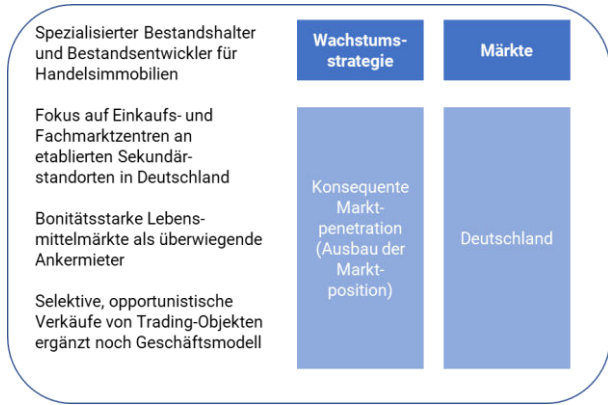 Spezialisierter Bestandshalter
und Bestandsentwickler für
Handelsimmobilien
Fokus auf Einkaufs- und
Fachmarktzentren an
etablierten Sekundär-
standorten in Deutschland
Bonitätsstarke Lebens-
mittelmärkte als überwiegende
Ankermieter
Selektive, opportunistische
Verkäufe von Trading-Objekten
ergänzt noch Geschäftsmodell
Wachstums-
strategie
Konsequente
Markt-
penetration
(Ausbau der
Markt-
position)
Märkte
Deutschland